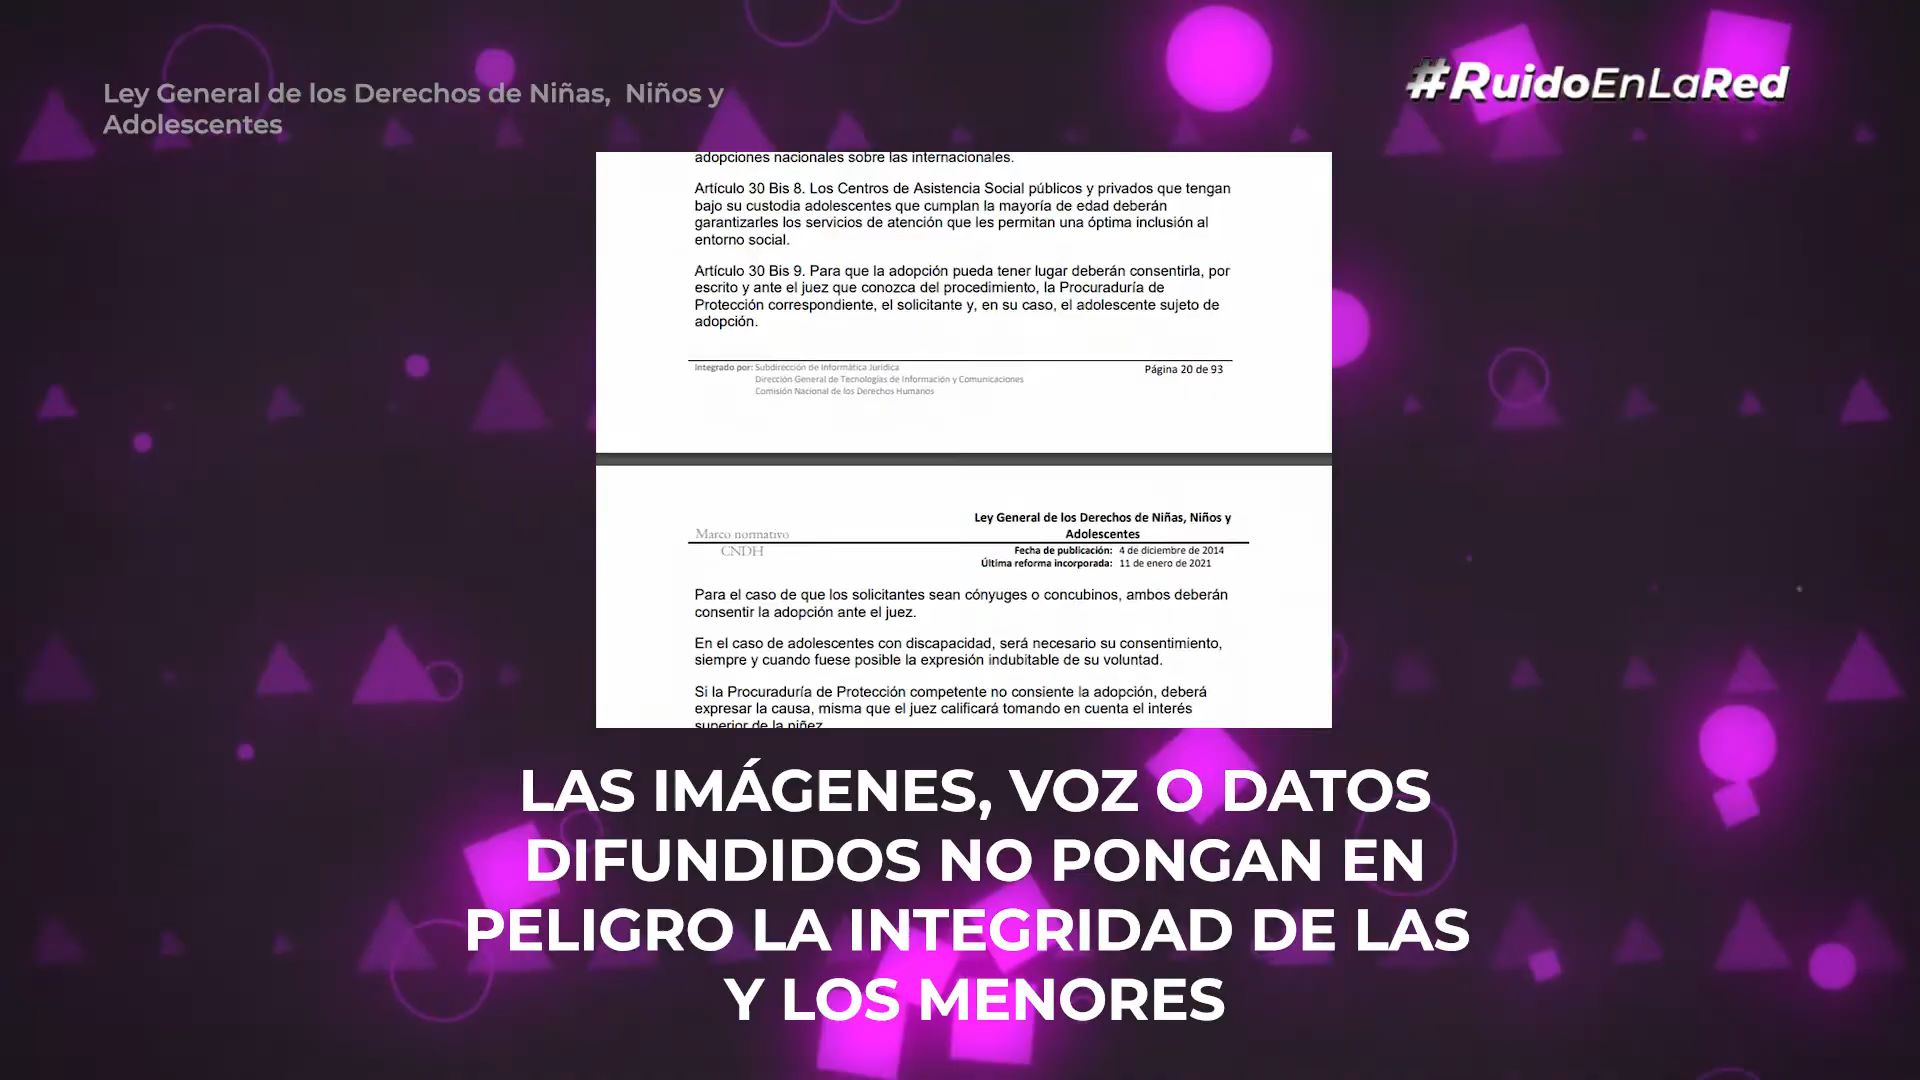 Ley General de los Derechos de Niñas,  Niños y
Adolescentes
#RuidoEnLaRed
adopciones nacionales sobre las internacionales.
Artículo 30 Bis 8. Los Centros de Asistencia Social públicos y privados que tengan
bajo su custodia adolescentes que cumplan la mayoría de edad deberán
garantizarles los servicios de atención que les permitan una óptima inclusión al
entorno social.
Artículo 30 Bis 9. Para que la adopción pueda tener lugar deberán consentirla, por
escrito y ante el juez que conozca del procedimiento, la Procuraduría de
Protección correspondiente, el solicitante y, en su caso, el adolescente sujeto de
adopción.
Integrado por: Subdirección de Informática Jurídica
Dirección General de Tecnologías de Información y Comunicaciones
Comisión Nacional de los Derechos Humanos
Página 20 de 93
Marco normativo
CNDH
Ley General de los Derechos de Niñas, Niños y
Adolescentes
Fecha de publicación: 4 de diciembre de 2014
Última reforma incorporada: 11 de enero de 2021
Para el caso de que los solicitantes sean cónyuges o concubinos, ambos deberán
consentir la adopción ante el juez.
En el caso de adolescentes con discapacidad, será necesario su consentimiento,
siempre y cuando fuese posible la expresión indubitable de su voluntad.
Si la Procuraduría de Protección competente no consiente la adopción, deberá
expresar la causa, misma que el juez calificará tomando en cuenta el interés
superior de la niñez
LAS IMÁGENES, VOZ O DATOS
DIFUNDIDOS NO PONGAN EN
PELIGRO LA INTEGRIDAD DE LAS
Y LOS MENORES